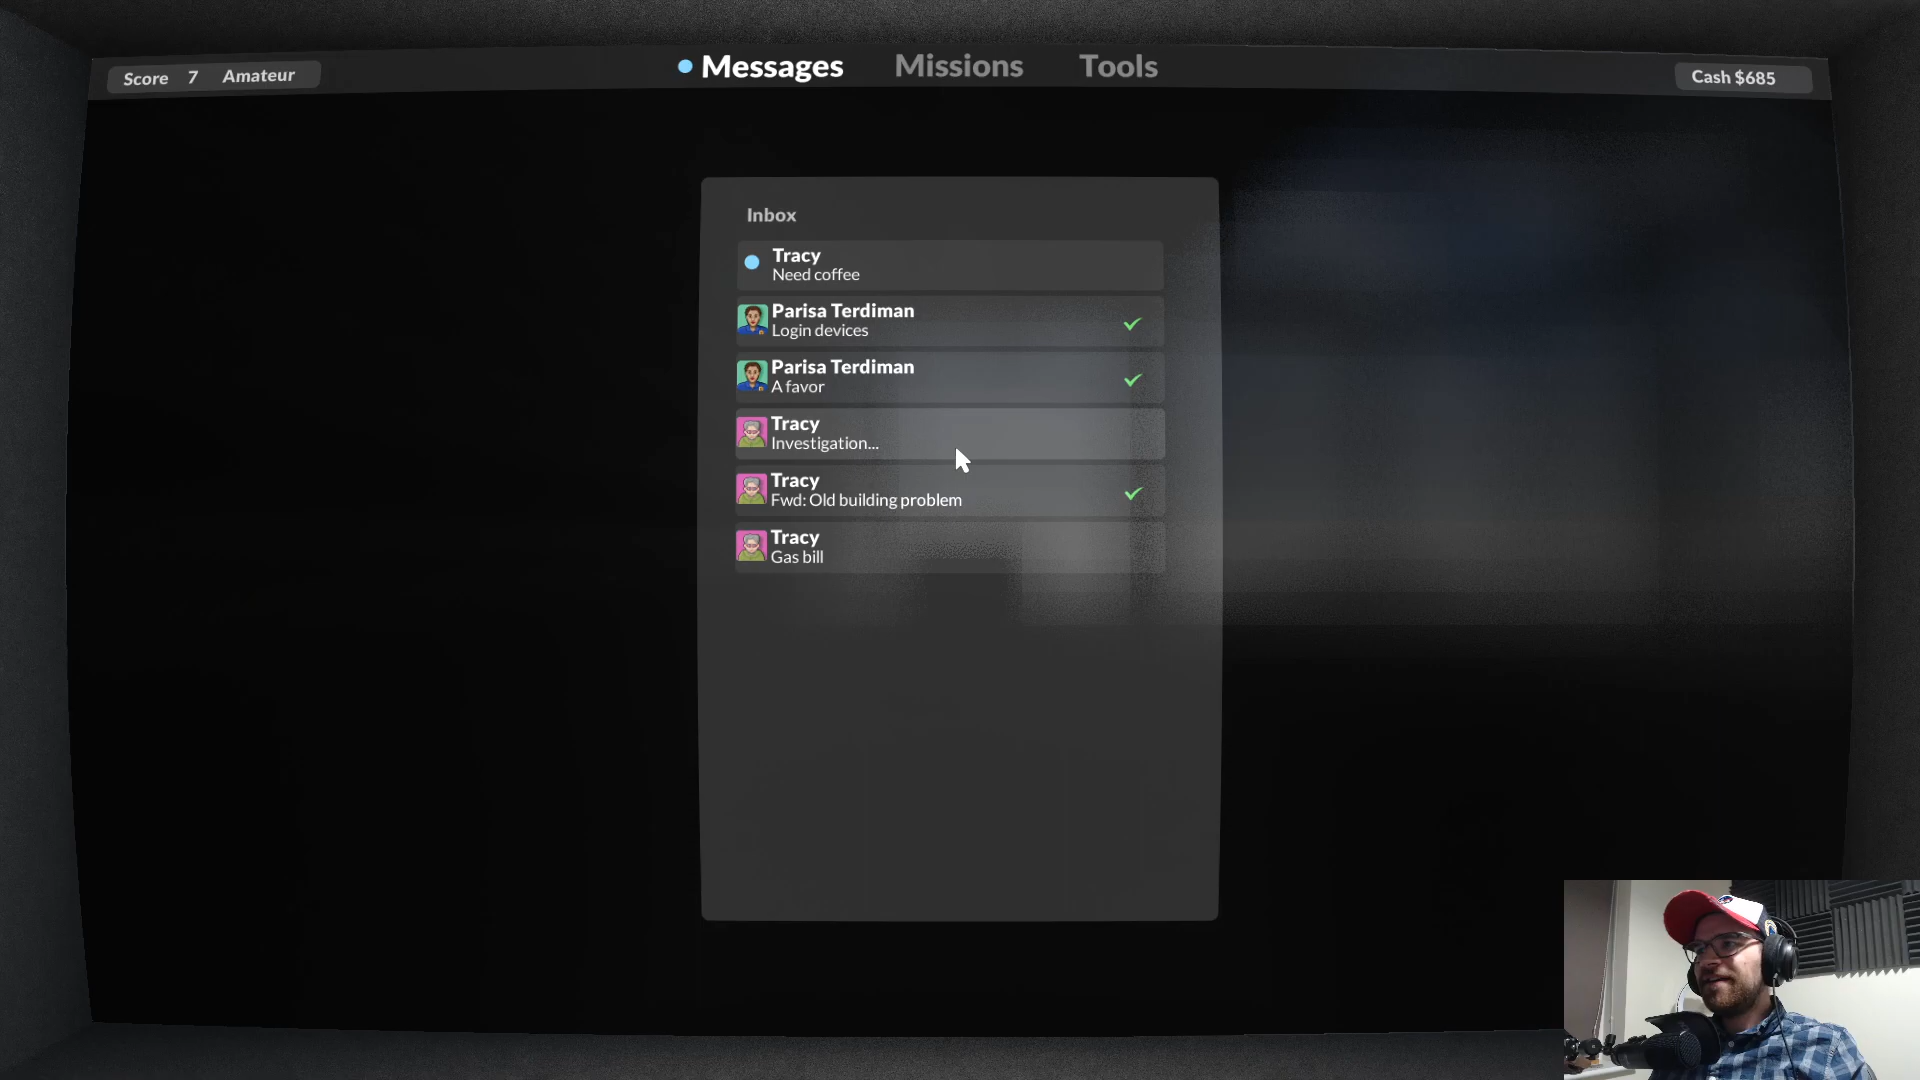 Score 7 Amateur
Messages Missions Tools
Cash $685
Inbox
Tracy
Need coffee
Parisa Terdiman
Login devices
Parisa Terdiman
A favor
Tracy
Investigation...
Tracy
Fwd: Old building problem
Tracy
Gas bill